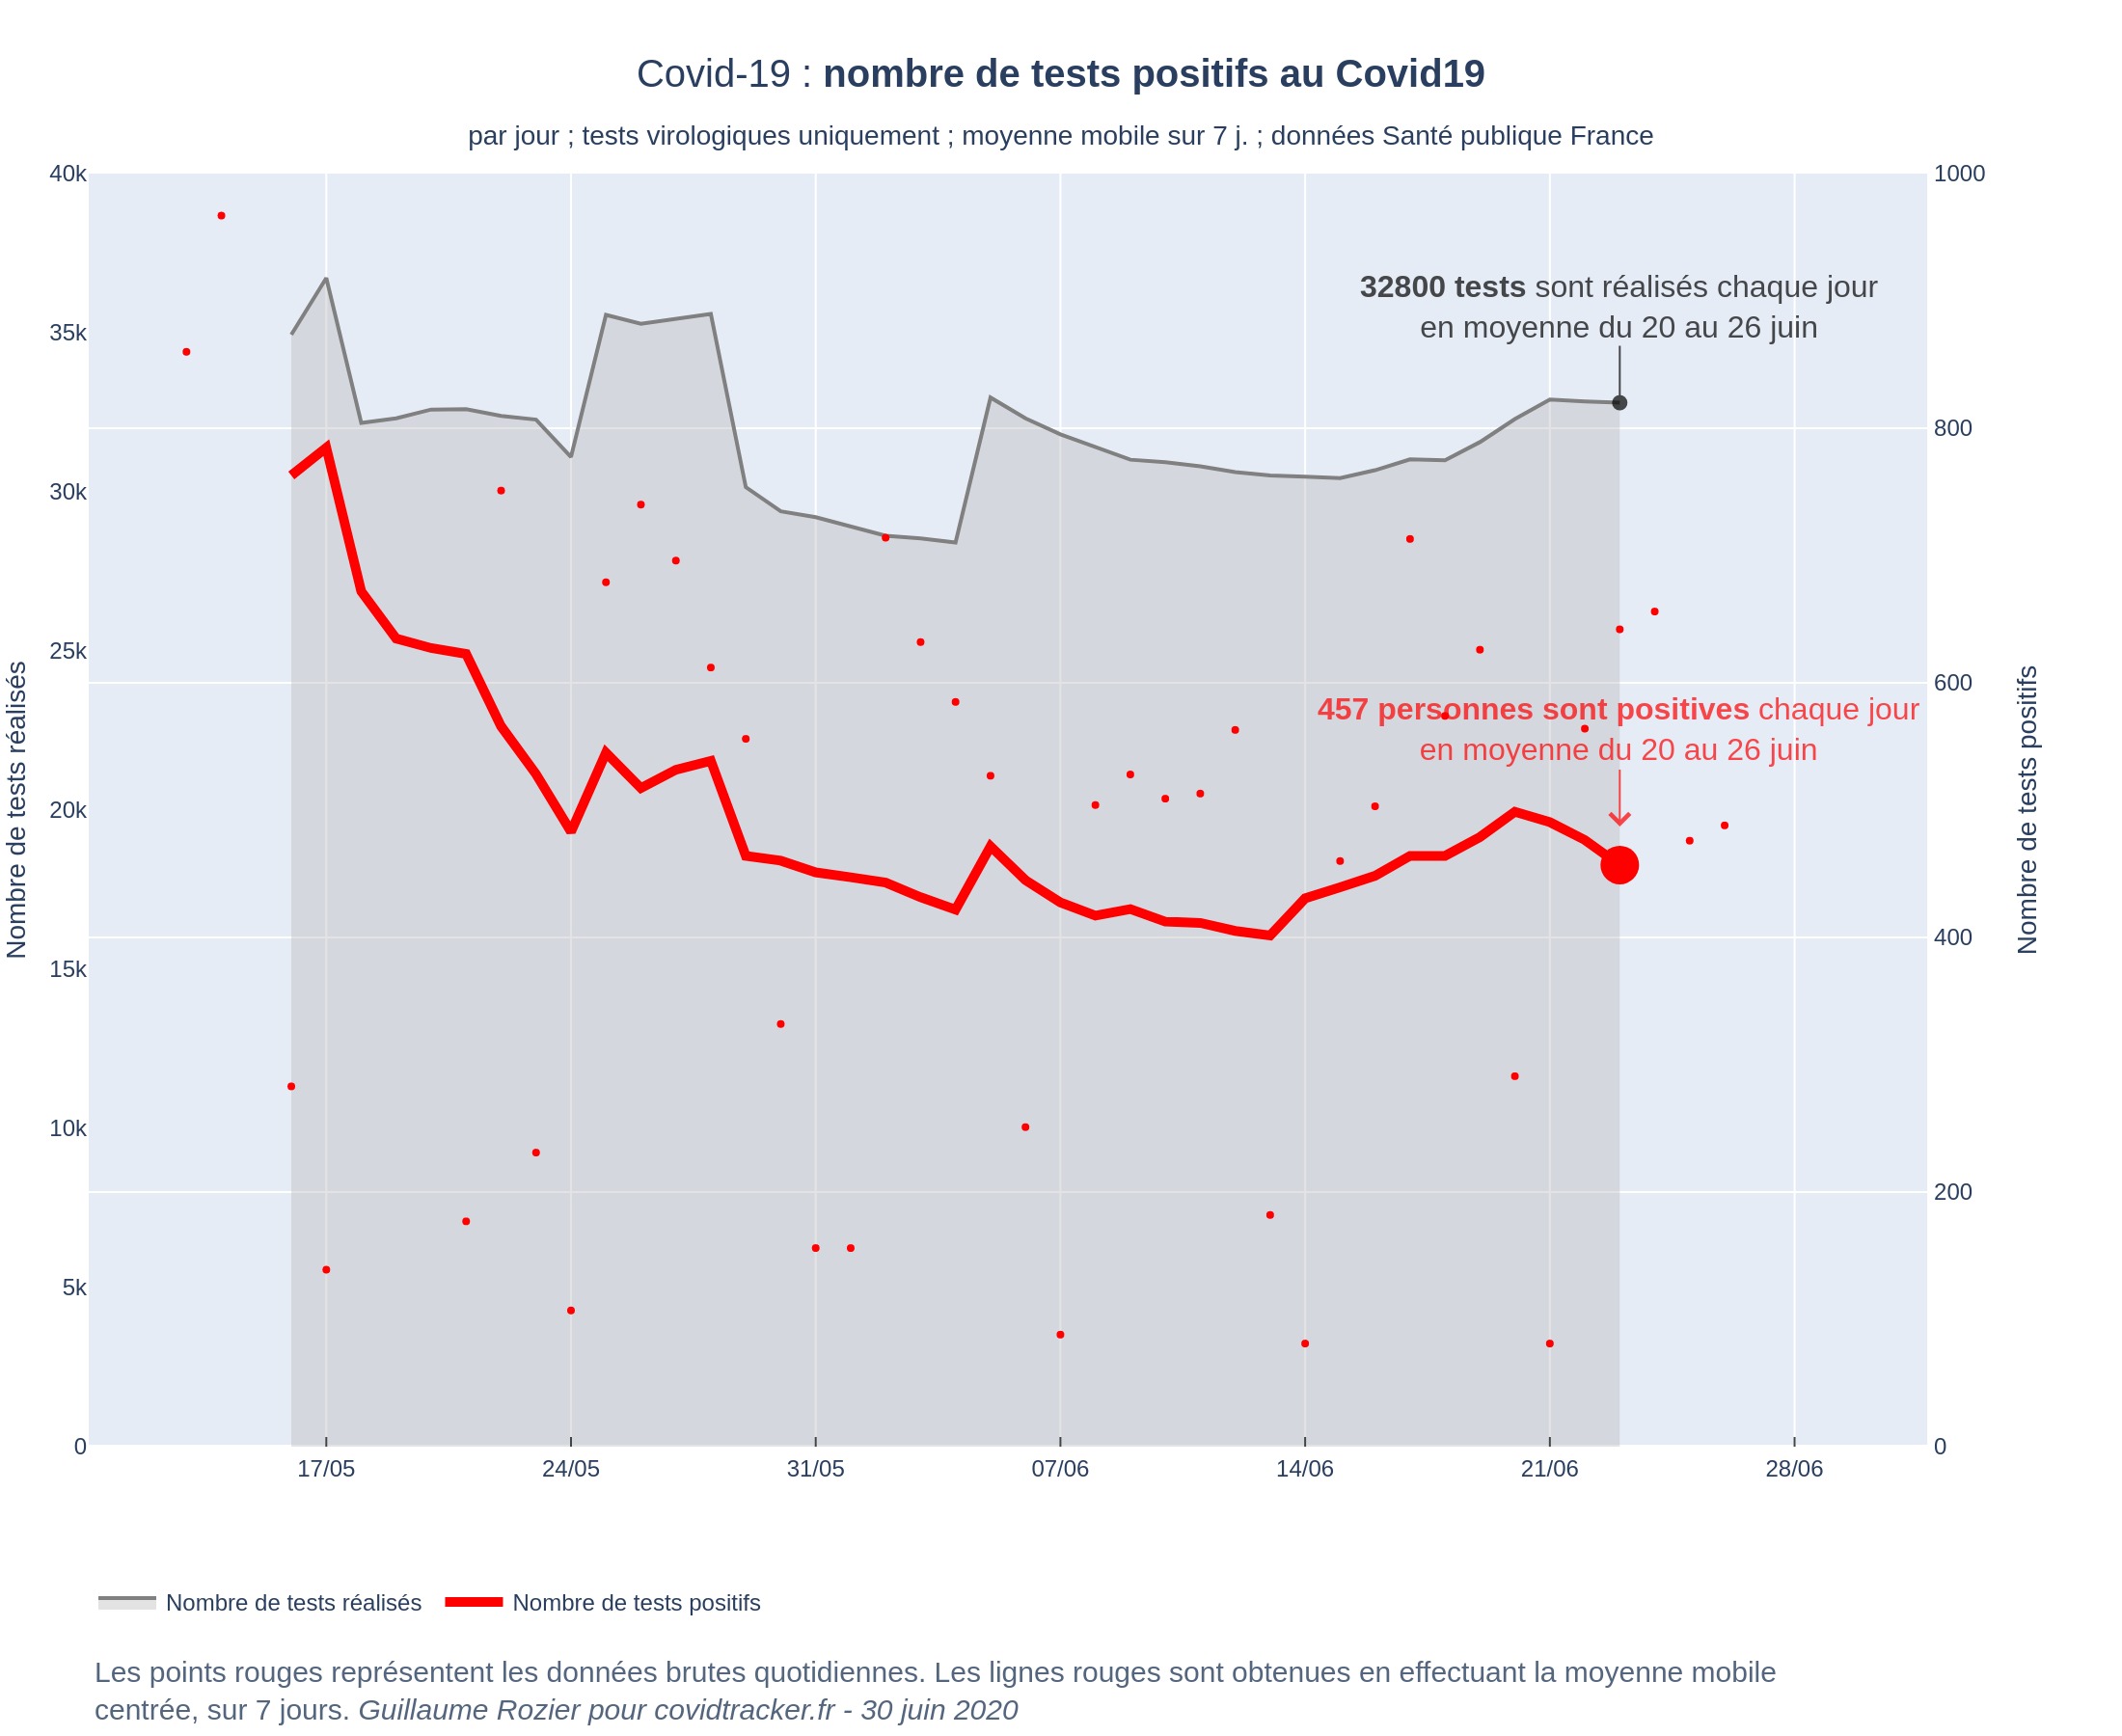 Covid-19 : nombre de tests positifs au Covid19
par jour ; tests virologiques uniquement ; moyenne mobile sur 7 j. ; données Santé publique France
40k
35k
30k
25k
20k
15k
10k
5k
0
Nombre de tests réalisés
1000
800
600
400
200
0
Nombre de tests positifs
32800 tests sont réalisés chaque jour
en moyenne du 20 au 26 juin
457 personnes sont positives chaque jour
en moyenne du 20 au 26 juin
17/05 24/05 31/05 07/06 14/06 21/06 28/06
Nombre de tests réalisés Nombre de tests positifs
Les points rouges représentent les données brutes quotidiennes. Les lignes rouges sont obtenues en effectuant la moyenne mobile
centrée, sur 7 jours. Guillaume Rozier pour covidtracker.fr - 30 juin 2020